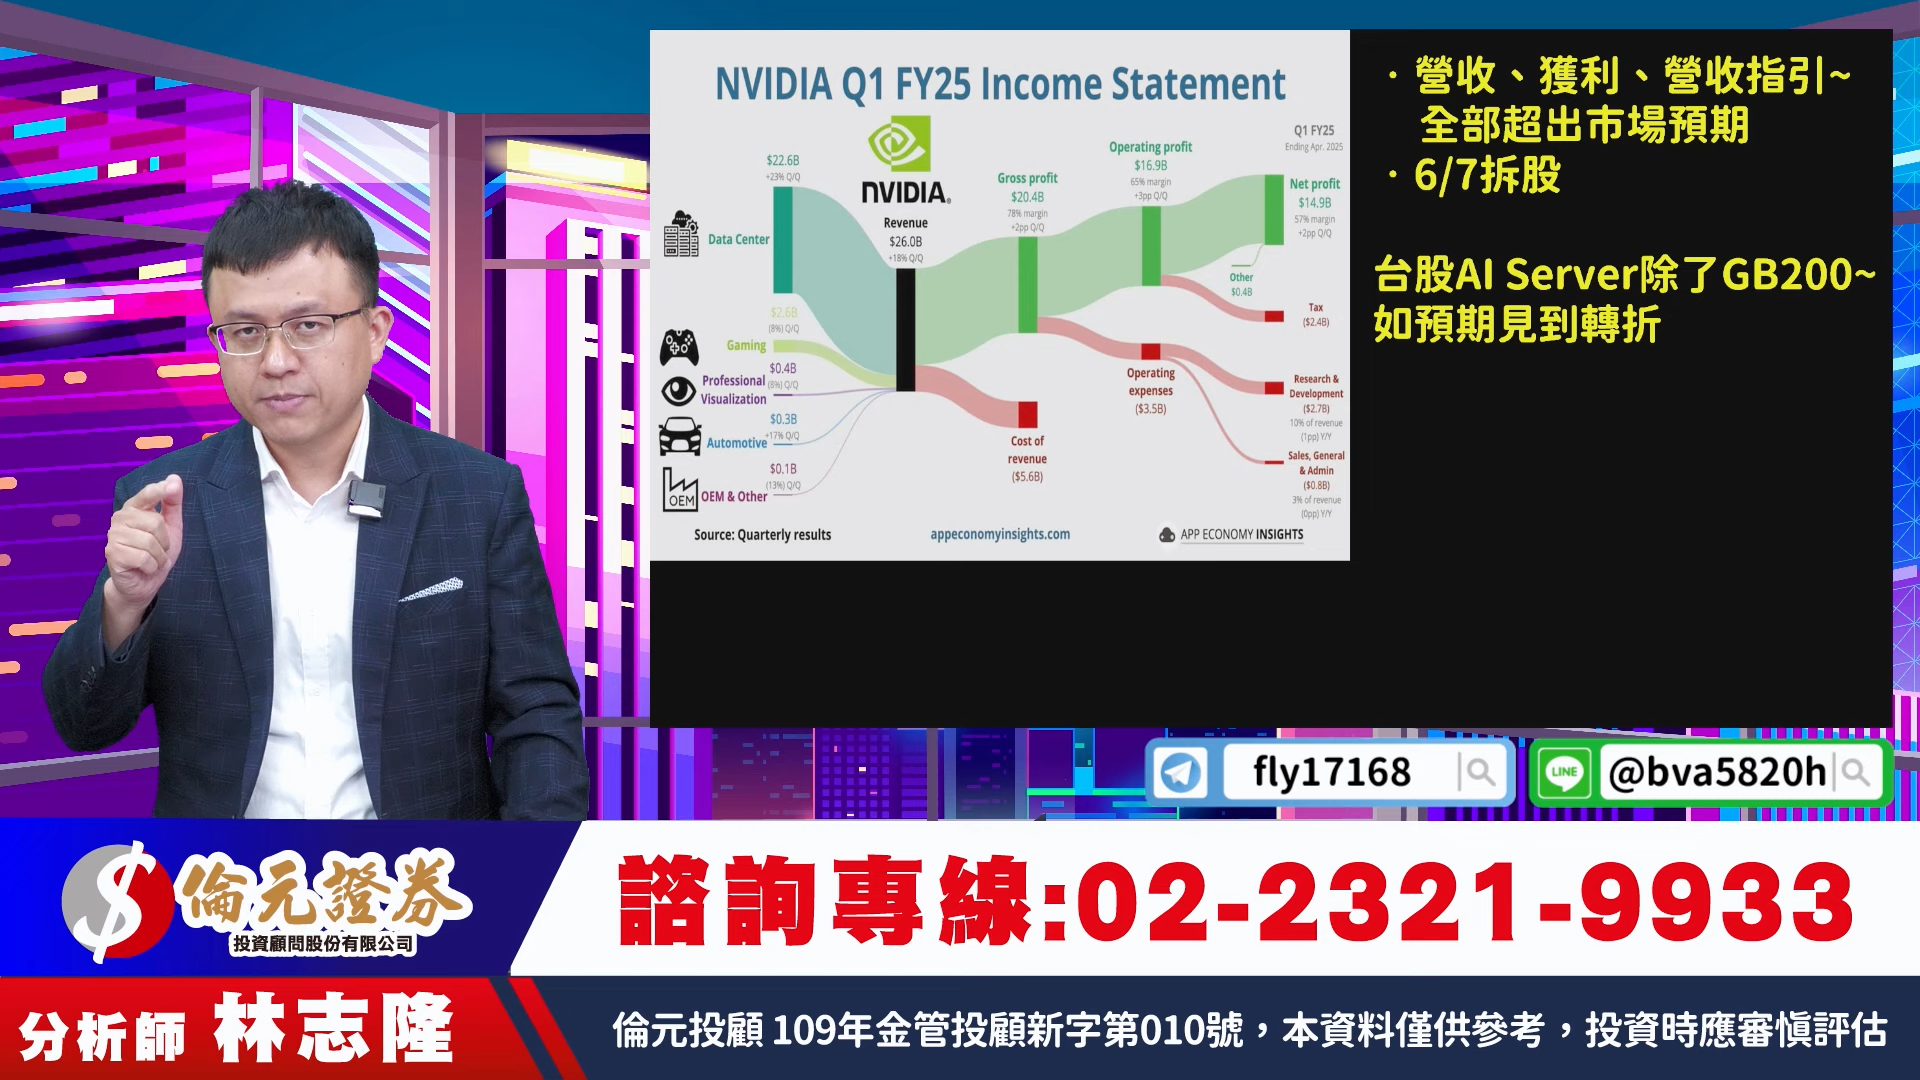 NVIDIA Q1 FY25 Income Statement
nVIDIA.
Q1 FY25
Ending Apr. 2025
$22.6B
+23% Q/Q
Data Center
$2.6B
(8%) Q/Q
Gaming
$0.4B
(8%) Q/Q
Professional
Visualization
$0.3B
+17% Q/Q
Automotive
$0.1B
(13%) Q/Q
OEM
OEM & Other
Revenue
$26.0B
+18% Q/Q
Gross profit
$20.4B
78% margin
+2pp Q/Q
Cost of
revenue
($5.6B)
Operating profit
$16.9B
65% margin
+3pp Q/Q
Operating
expenses
($3.5B)
Net profit
$14.9B
57% margin
+2pp Q/Q
Other
$0.4B
Tax
($2.4B)
Research &
Development
($2.7B)
10% of revenue
(1pp) Y/Y
Sales, General
& Admin
($0.8B)
3% of revenue
(0pp) Y/Y
Source: Quarterly results
appeconomyinsights.com
APP ECONOMY INSIGHTS
· 營收、獲利、營收指引~
全部超出市場預期
· 6/7拆股
台股AI Server除了GB200~
如預期見到轉折
fly17168
LINE
@bva5820h
倫元證券
投資顧問股份有限公司
諮詢專線:02-2321-9933
分析師 林志隆
倫元投顧 109年金管投顧新字第010號，本資料僅供參考，投資時應審慎評估